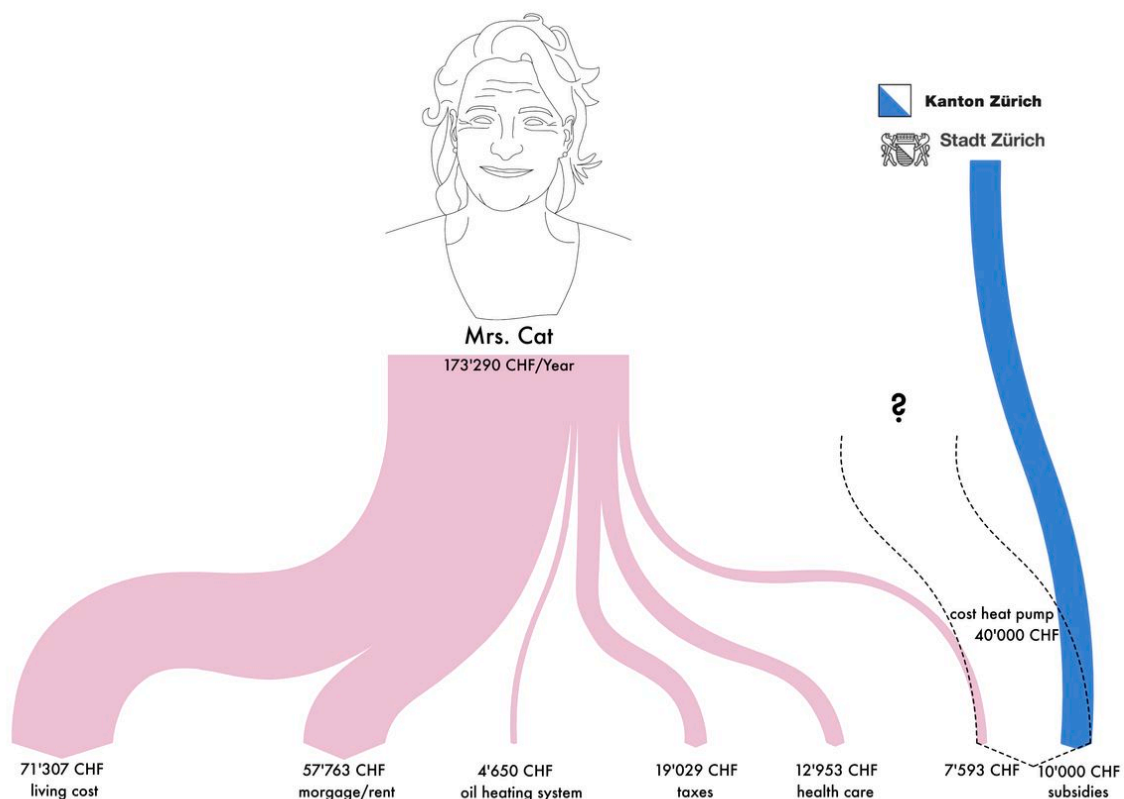 Kanton Zürich
Stadt Zürich
Mrs. Cat
173'290 CHF/Year
?
cost heat pump
40'000 CHF
71'307 CHF
living cost
57'763 CHF
morgage/rent
4'650 CHF
oil heating system
19'029 CHF
taxes
12'953 CHF
health care
7'593 CHF
10'000 CHF
subsidies